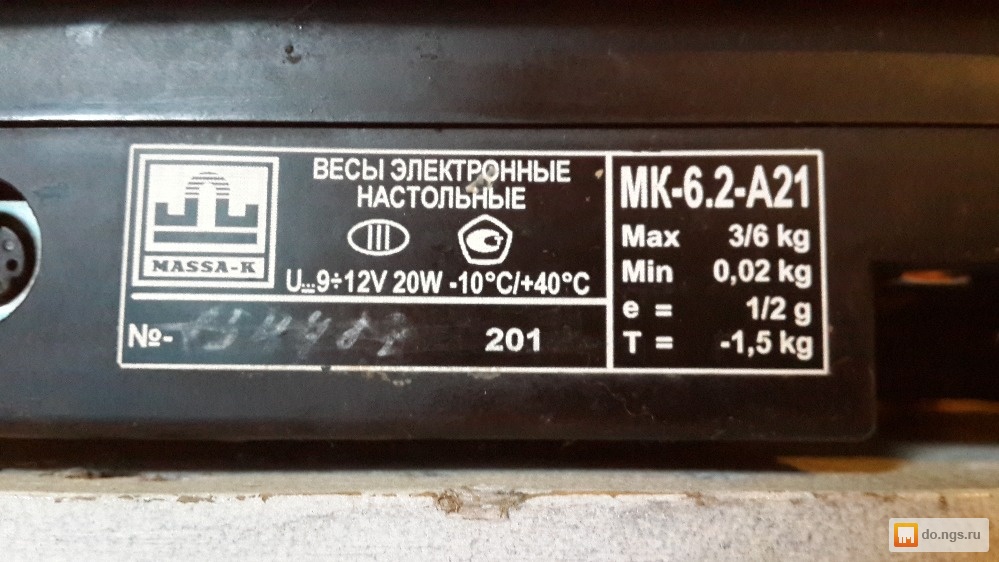 MASSA-K
ВЕСЫ ЭЛЕКТРОННЫЕ
НАСТОЛЬНЫЕ
III
U⎓9÷12V 20W -10°C/+40°C
№- 201
МК-6.2-А21
Max 3/6 kg
Min 0,02 kg
e = 1/2 g
T = -1,5 kg
do.ngs.ru